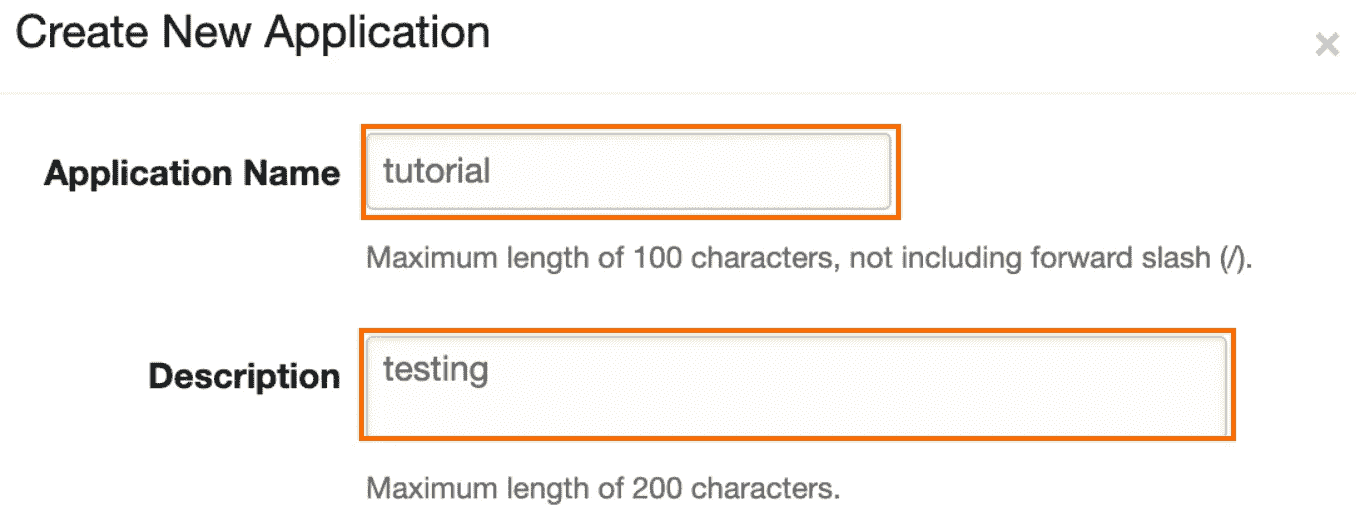 Create New Application
×
Application Name
tutorial
Maximum length of 100 characters, not including forward slash (/).
Description
testing
Maximum length of 200 characters.